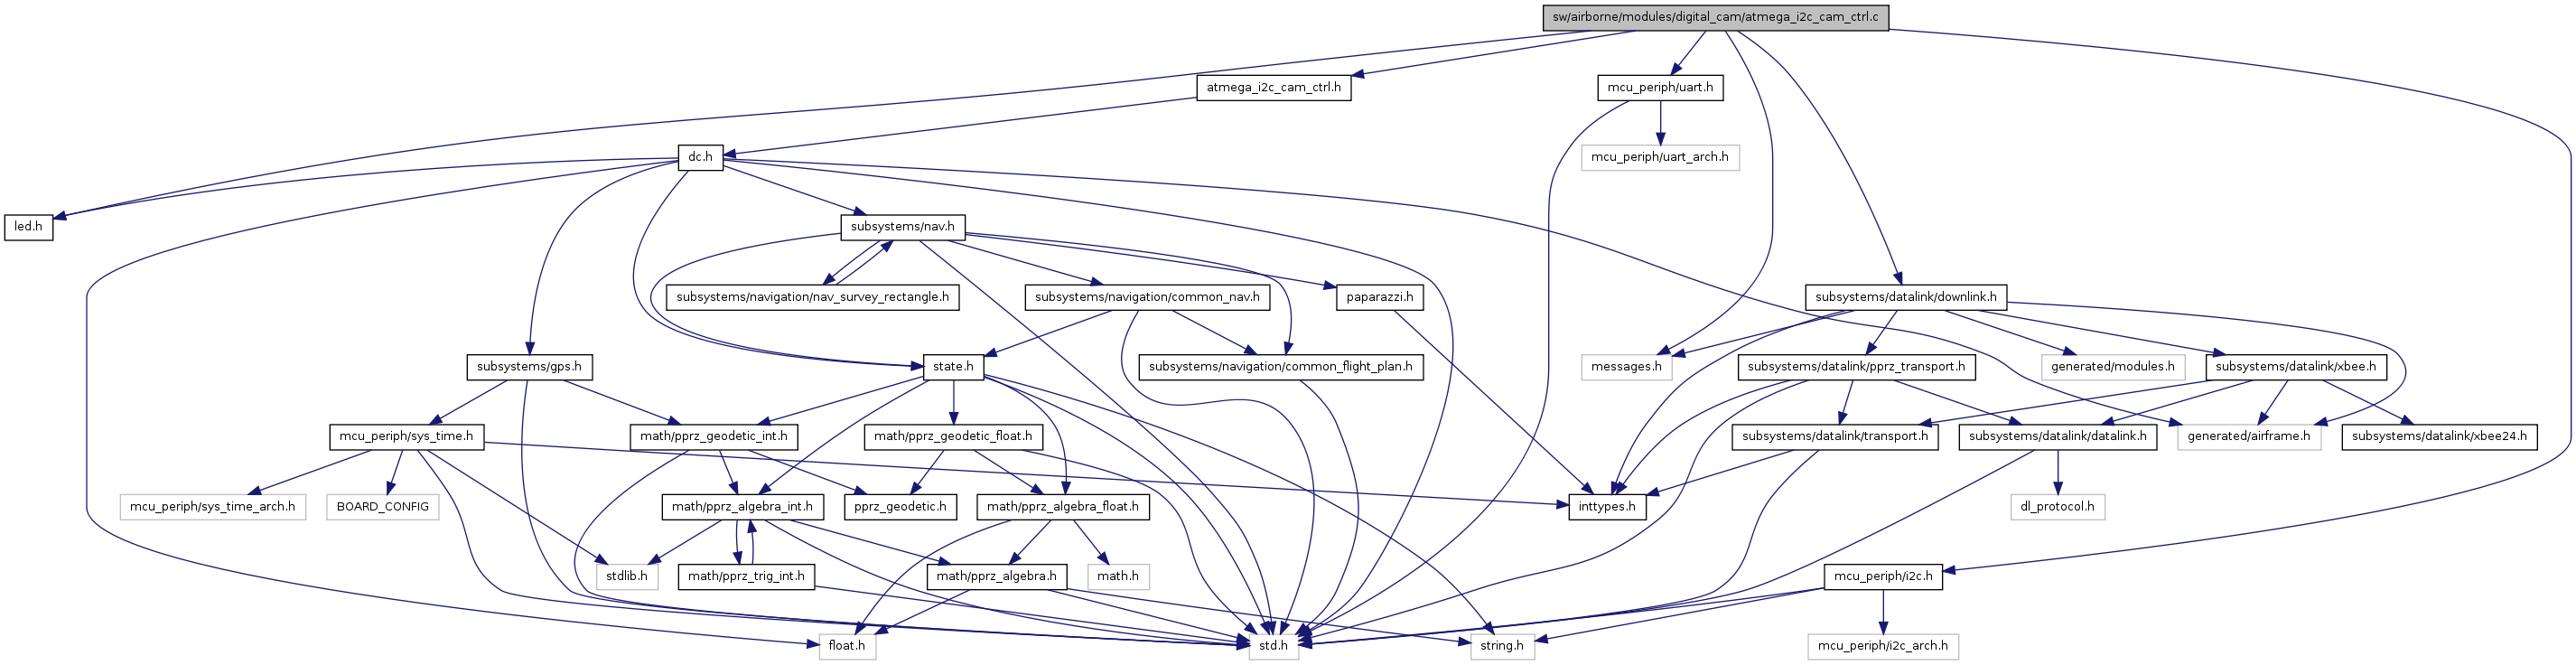 sw/airborne/modules/digital_cam/atmega_i2c_cam_ctrl.c
atmega_i2c_cam_ctrl.h
mcu_periph/uart.h
dc.h
mcu_periph/uart_arch.h
led.h
subsystems/nav.h
subsystems/navigation/nav_survey_rectangle.h
subsystems/navigation/common_nav.h
paparazzi.h
subsystems/datalink/downlink.h
subsystems/gps.h
state.h
subsystems/navigation/common_flight_plan.h
messages.h
subsystems/datalink/pprz_transport.h
generated/modules.h
subsystems/datalink/xbee.h
mcu_periph/sys_time.h
math/pprz_geodetic_int.h
math/pprz_geodetic_float.h
subsystems/datalink/transport.h
subsystems/datalink/datalink.h
generated/airframe.h
subsystems/datalink/xbee24.h
mcu_periph/sys_time_arch.h
BOARD_CONFIG
math/pprz_algebra_int.h
pprz_geodetic.h
math/pprz_algebra_float.h
inttypes.h
dl_protocol.h
stdlib.h
math/pprz_trig_int.h
math/pprz_algebra.h
math.h
mcu_periph/i2c.h
float.h
std.h
string.h
mcu_periph/i2c_arch.h